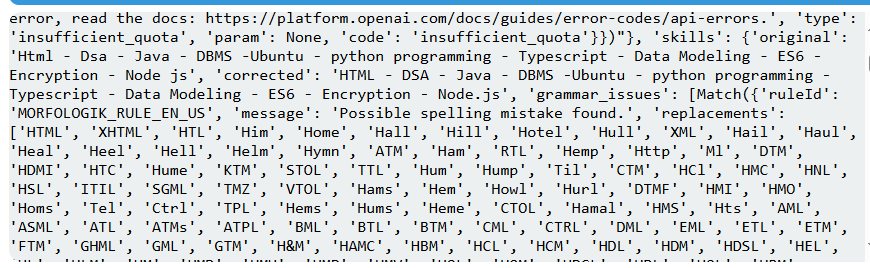 error, read the docs: https://platform.openai.com/docs/guides/error-codes/api-errors.', 'type':
'insufficient_quota', 'param': None, 'code': 'insufficient_quota'}})"}, 'skills': {'original':
'Html - Dsa - Java - DBMS -Ubuntu - python programming - Typescript - Data Modeling - ES6 -
Encryption - Node js', 'corrected': 'HTML - DSA - Java - DBMS -Ubuntu - python programming -
Typescript - Data Modeling - ES6 - Encryption - Node.js', 'grammar_issues': [Match({'ruleId':
'MORFOLOGIK_RULE_EN_US', 'message': 'Possible spelling mistake found.', 'replacements':
['HTML', 'XHTML', 'HTL', 'Him', 'Home', 'Hall', 'Hill', 'Hotel', 'Hull', 'XML', 'Hail', 'Haul',
'Heal', 'Heel', 'Hell', 'Helm', 'Hymn', 'ATM', 'Ham', 'RTL', 'Hemp', 'Http', 'Ml', 'DTM',
'HDMI', 'HTC', 'Hume', 'KTM', 'STOL', 'TTL', 'Hum', 'Hump', 'Til', 'CTM', 'HCl', 'HMC', 'HNL',
'HSL', 'ITIL', 'SGML', 'TMZ', 'VTOL', 'Hams', 'Hem', 'Howl', 'Hurl', 'DTMF', 'HMI', 'HMO',
'Homs', 'Tel', 'Ctrl', 'TPL', 'Hems', 'Hums', 'Heme', 'CTOL', 'Hamal', 'HMS', 'Hts', 'AML',
'ASML', 'ATL', 'ATMs', 'ATPL', 'BML', 'BTL', 'BTM', 'CML', 'CTRL', 'DML', 'EML', 'ETL', 'ETM',
'FTM', 'GHML', 'GML', 'GTM', 'H&M', 'HAMC', 'HBM', 'HCL', 'HCM', 'HDL', 'HDM', 'HDSL', 'HEL',